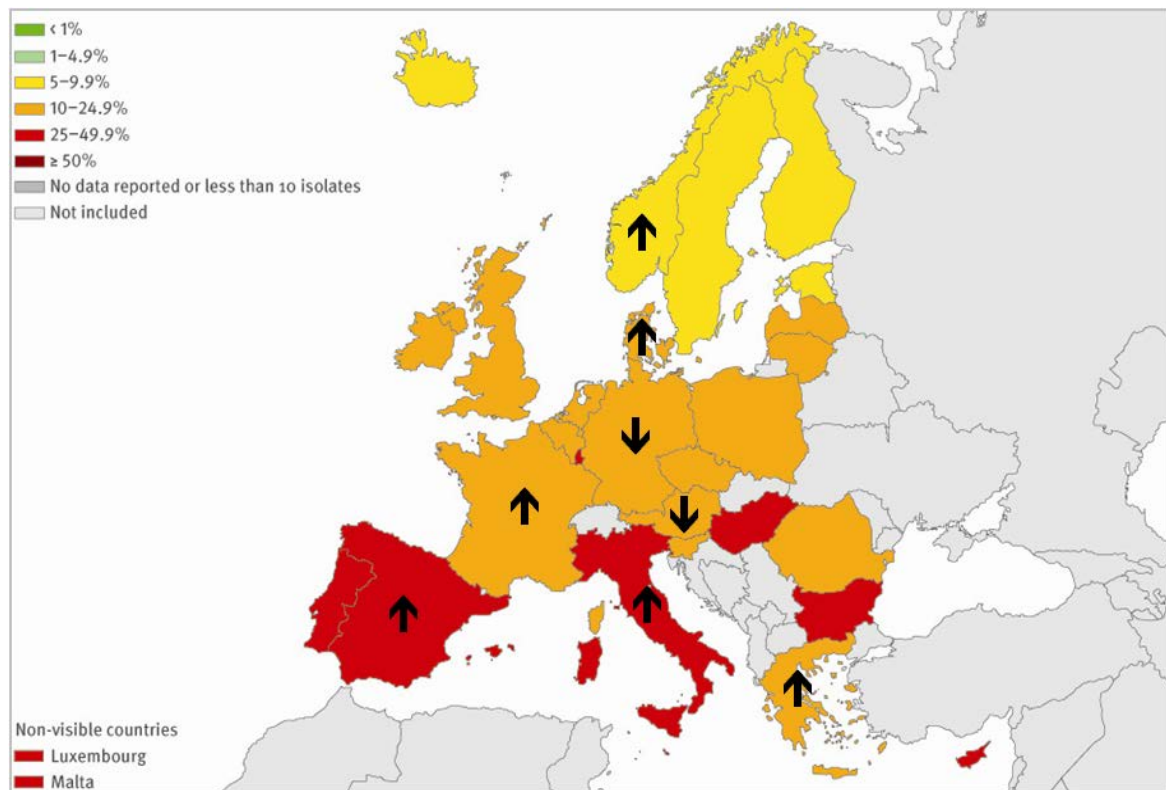 < 1%
1–4.9%
5–9.9%
10–24.9%
25–49.9%
≥ 50%
No data reported or less than 10 isolates
Not included
Non-visible countries
Luxembourg
Malta